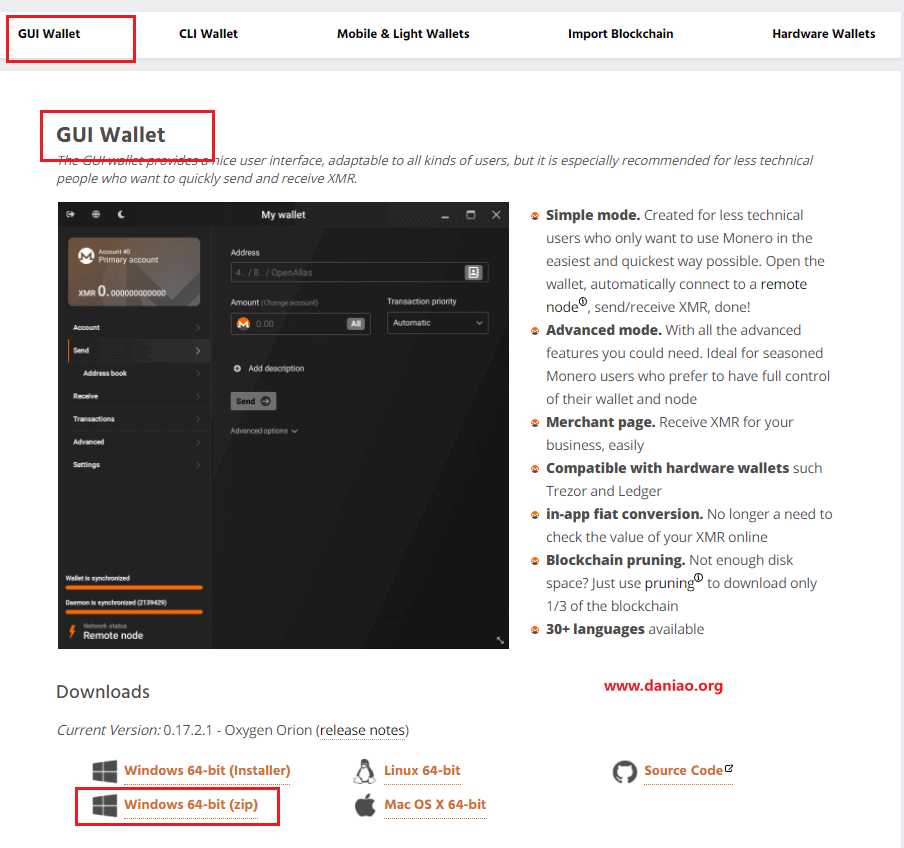 GUI Wallet
CLI Wallet
Mobile & Light Wallets
Import Blockchain
Hardware Wallets
GUI Wallet
The GUI wallet provides a nice user interface, adaptable to all kinds of users, but it is especially recommended for less technical
people who want to quickly send and receive XMR.
My wallet
Account #0
Primary account
XMR 0.000000000000
Account
Send
Address book
Receive
Transactions
Advanced
Settings
Wallet is synchronized
Daemon is synchronized (2139429)
Network status
Remote node
Address
4.. / 8.. / OpenAlias
Amount (Change account)
0.00
All
Transaction priority
Automatic
Add description
Send
Advanced options
Simple mode. Created for less technical
users who only want to use Monero in the
easiest and quickest way possible. Open the
wallet, automatically connect to a remote
node, send/receive XMR, done!
Advanced mode. With all the advanced
features you could need. Ideal for seasoned
Monero users who prefer to have full control
of their wallet and node
Merchant page. Receive XMR for your
business, easily
Compatible with hardware wallets such
Trezor and Ledger
in-app fiat conversion. No longer a need to
check the value of your XMR online
Blockchain pruning. Not enough disk
space? Just use pruning to download only
1/3 of the blockchain
30+ languages available
www.daniao.org
Downloads
Current Version: 0.17.2.1 - Oxygen Orion (release notes)
Windows 64-bit (Installer)
Linux 64-bit
Source Code
Windows 64-bit (zip)
Mac OS X 64-bit